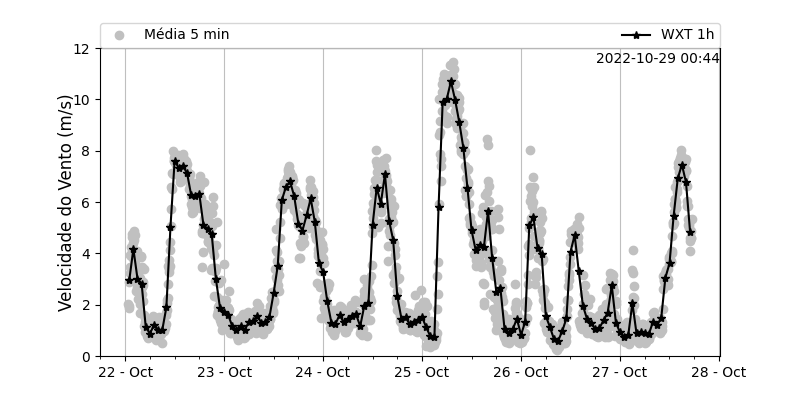 Média 5 min
WXT 1h
2022-10-29 00:44
Velocidade do Vento (m/s)
12
10
8
6
4
2
0
22 - Oct
23 - Oct
24 - Oct
25 - Oct
26 - Oct
27 - Oct
28 - Oct